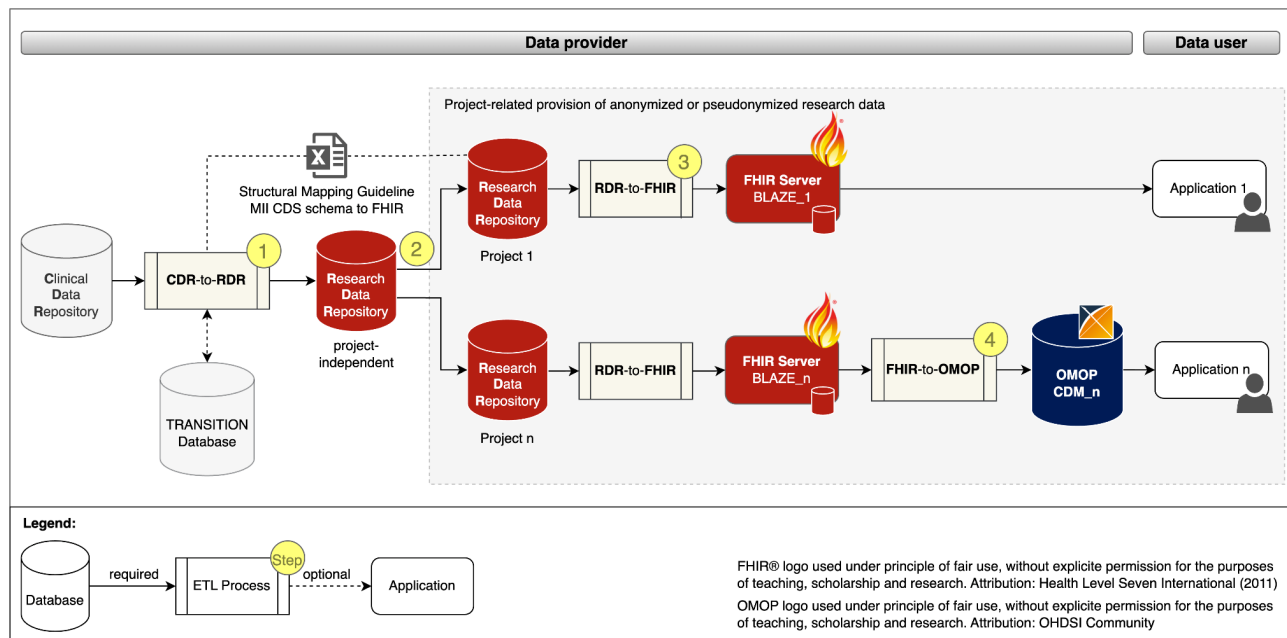 Data provider
Data user
Project-related provision of anonymized or pseudonymized research data
X
Structural Mapping Guideline
MII CDS schema to FHIR
Clinical
Data
Repository
CDR-to-RDR
1
Research
Data
Repository
project-
independent
2
TRANSITION
Database
Research
Data
Repository
Project 1
RDR-to-FHIR
3
®
FHIR Server
BLAZE_1
Application 1
Research
Data
Repository
Project n
RDR-to-FHIR
®
FHIR Server
BLAZE_n
FHIR-to-OMOP
4
OMOP
CDM_n
Application n
Legend:
Database
required
ETL Process
Step
optional
Application
FHIR® logo used under principle of fair use, without explicite permission for the purposes
of teaching, scholarship and research. Attribution: Health Level Seven International (2011)
OMOP logo used under principle of fair use, without explicite permission for the purposes
of teaching, scholarship and research. Attribution: OHDSI Community